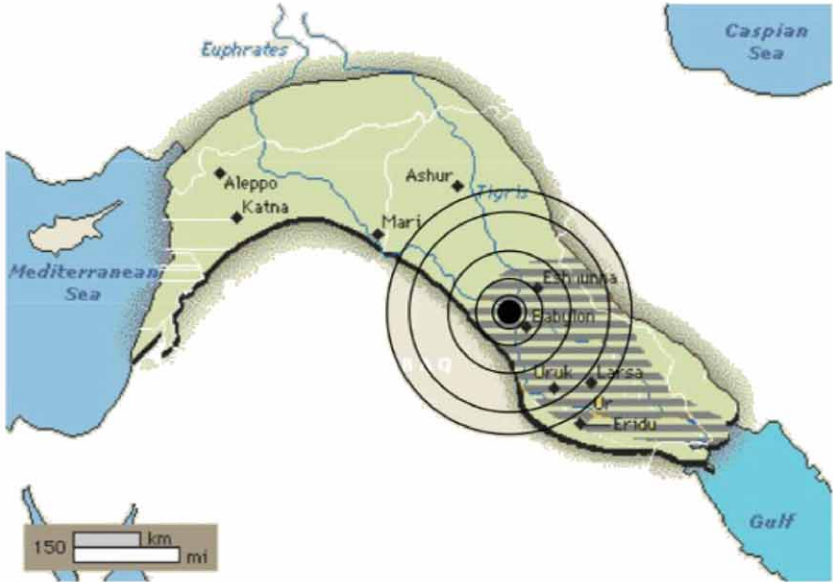 Caspian
Sea
Euphrates
Ashur
Tigris
Aleppo
Katna
Mari
Mediterranean
Sea
Eshnunna
Babylon
Uruk
Larsa
Ur
Eridu
Gulf
150
km
mi